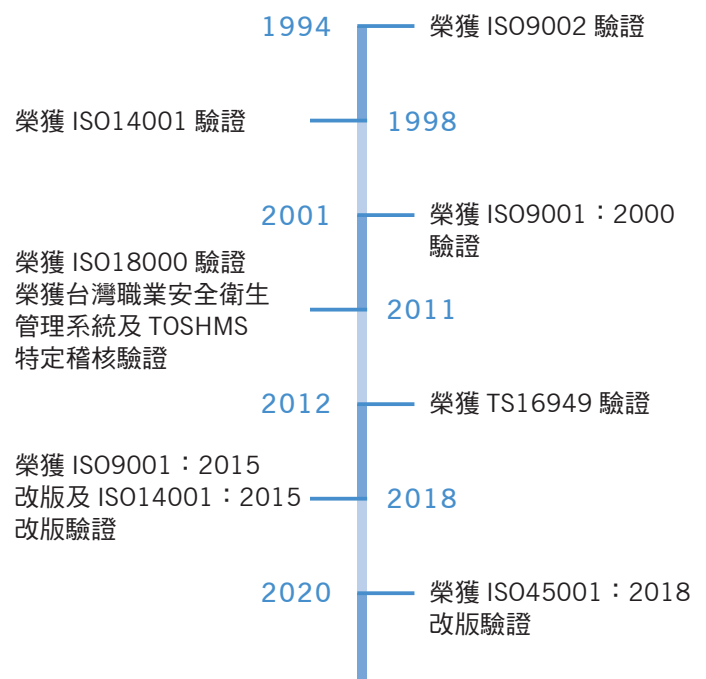 1994
榮獲 ISO9002 驗證
榮獲 ISO14001 驗證
1998
2001
榮獲 ISO9001：2000
驗證
榮獲 ISO18000 驗證
榮獲台灣職業安全衛生
管理系統及 TOSHMS
特定稽核驗證
2011
2012
榮獲 TS16949 驗證
榮獲 ISO9001：2015
改版及 ISO14001：2015
改版驗證
2018
2020
榮獲 ISO45001：2018
改版驗證